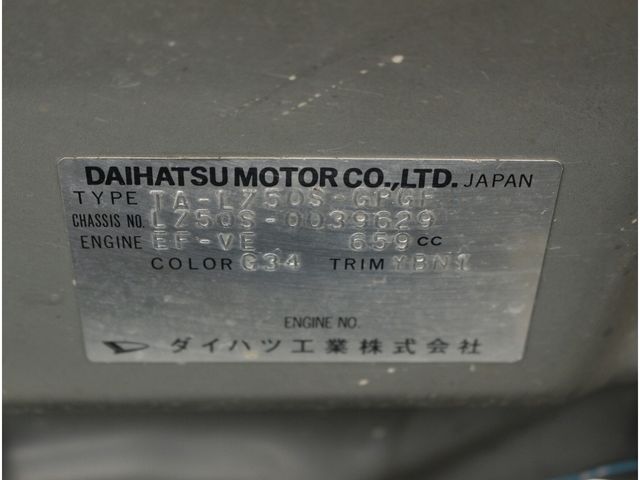 DAIHATSU MOTOR CO.,LTD. JAPAN
TYPE TA-L750S-GPGF
CHASSIS NO. L750S-0039629
ENGINE EF-VE 659 CC
COLOR G34 TRIM YBN1
ENGINE NO.
ダイハツ工業株式会社